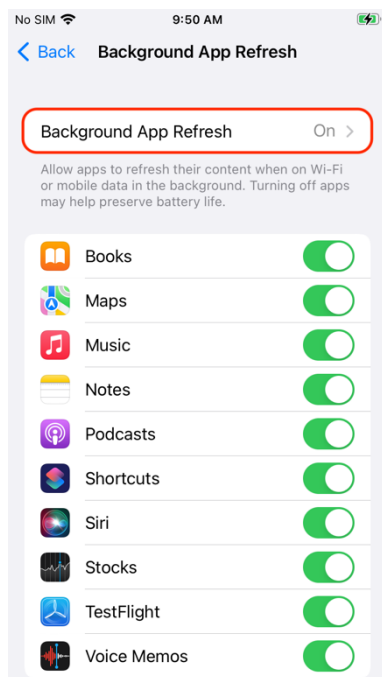 No SIM 9:50 AM
Back Background App Refresh
Background App Refresh On
Allow apps to refresh their content when on Wi-Fi
or mobile data in the background. Turning off apps
may help preserve battery life.
Books
Maps
Music
Notes
Podcasts
Shortcuts
Siri
Stocks
TestFlight
Voice Memos